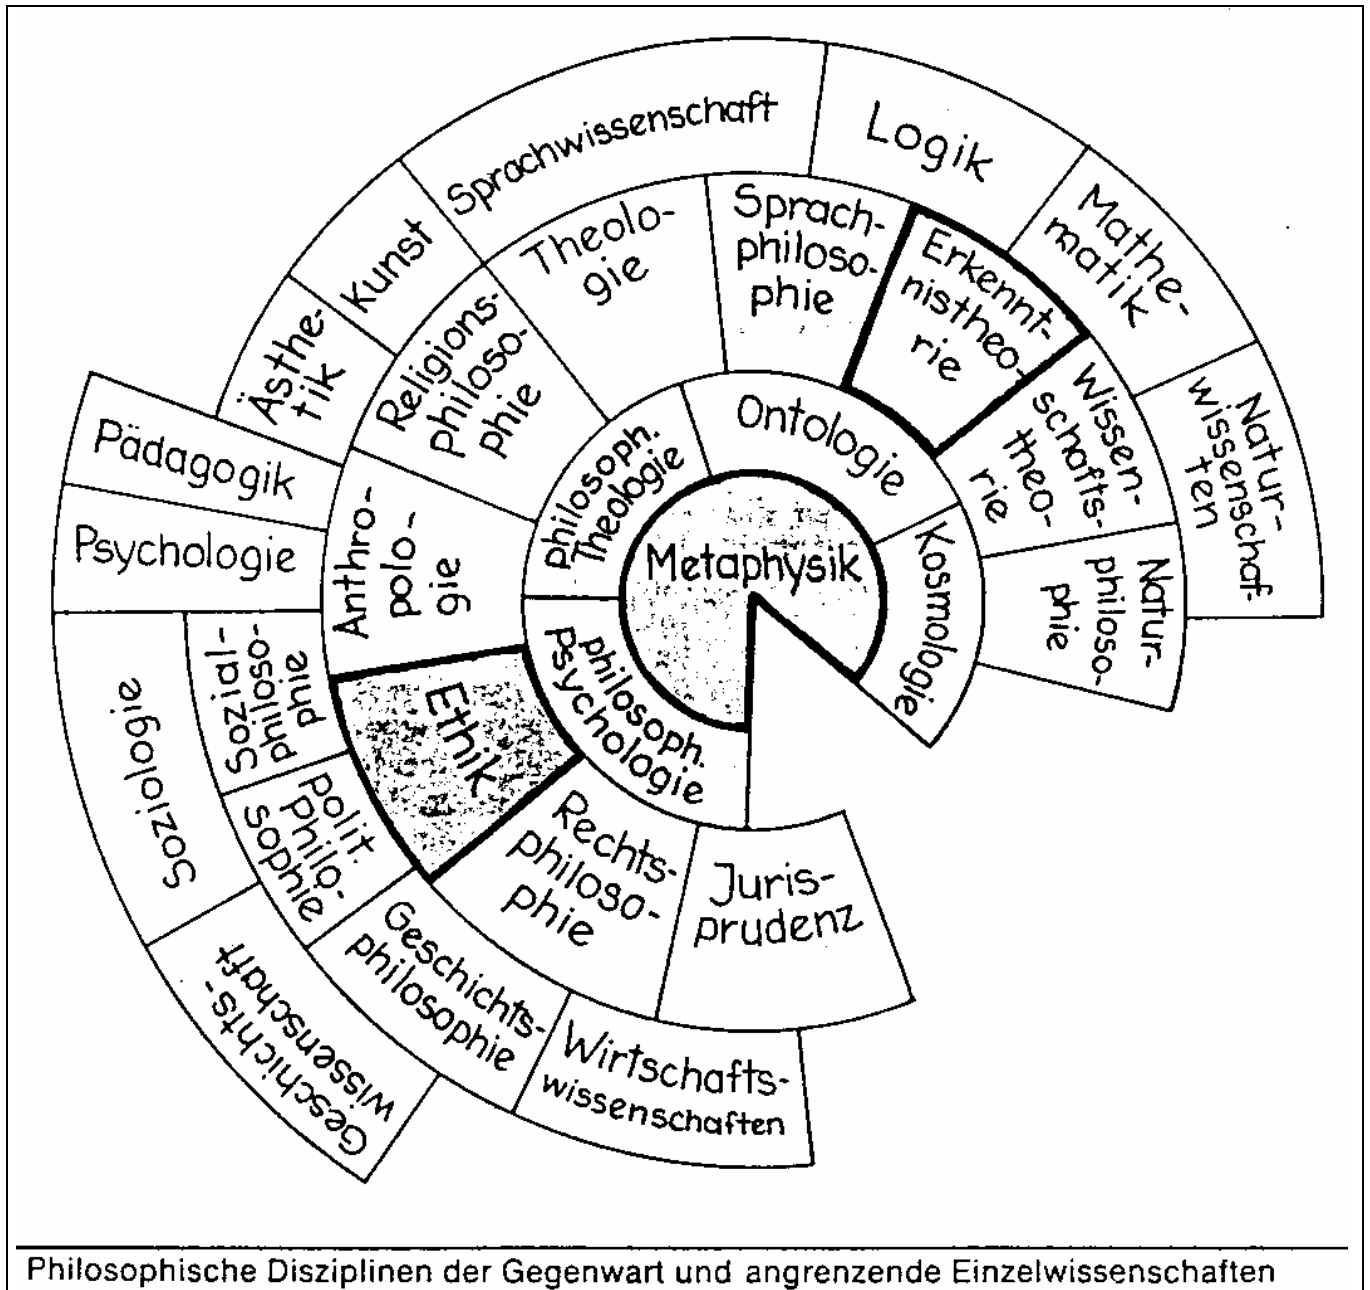 Sprachwissenschaft
Logik
Mathe-
matik
Natur-
wissenschaf-
ten
Kunst
Ästhe-
tik
Pädagogik
Psychologie
Theolo-
gie
Sprach-
philoso-
phie
Erkennt-
nistheo-
rie
Wissen-
schafts-
theo-
rie
Natur-
philoso-
phie
Religions-
philoso-
phie
Anthro-
polo-
gie
philosoph.
Theologie
Ontologie
Kosmologie
Metaphysik
philosoph.
Psychologie
Ethik
Sozial-
philoso-
phie
Soziologie
polit.
Philo-
sophie
Rechts-
philoso-
phie
Juris-
prudenz
Geschichts-
philosophie
Geschichts-
wissenschaft
Wirtschafts-
wissenschaften
Philosophische Disziplinen der Gegenwart und angrenzende Einzelwissenschaften